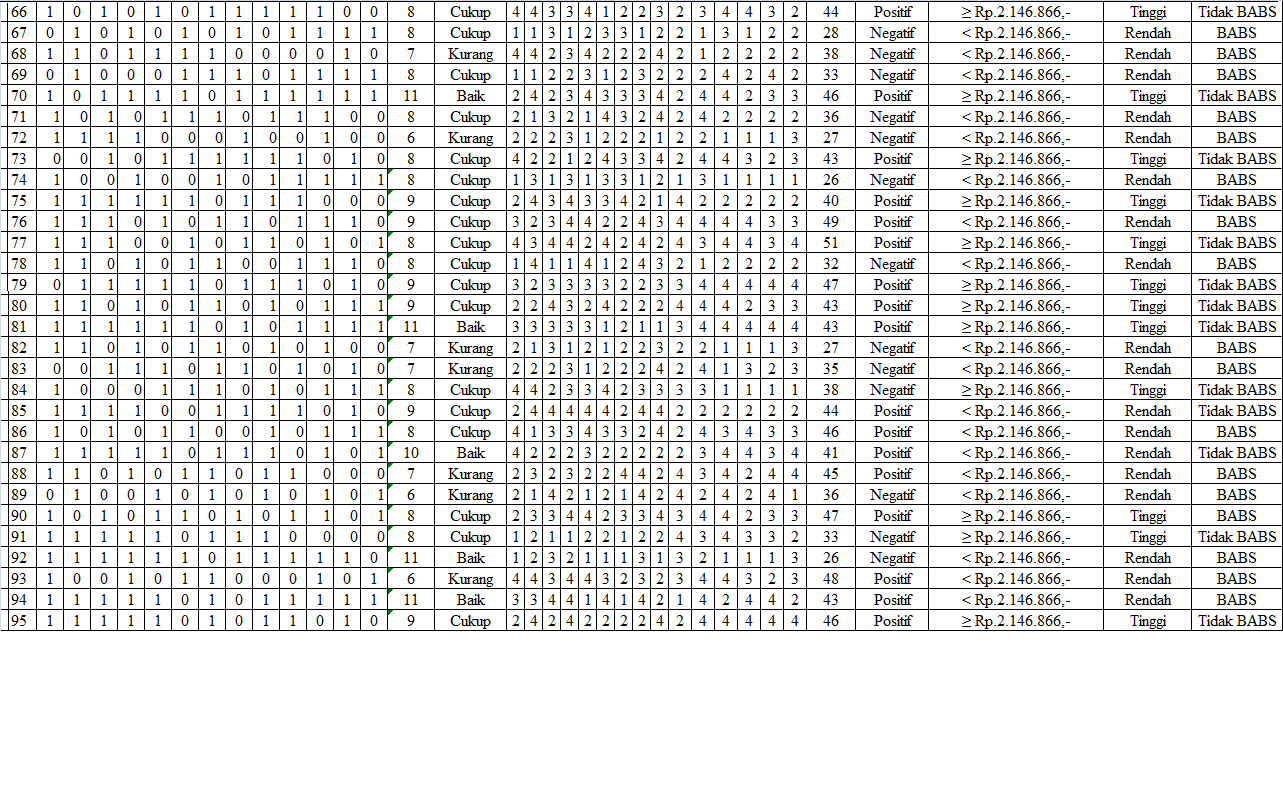 66 1 0 1 0 1 0 1 1 1 1 1 0 0 8 Cukup 4 4 3 3 4 1 2 2 3 2 3 4 4 3 2 44 Positif ≥ Rp.2.146.866,- Tinggi Tidak BABS
67 0 1 0 1 0 1 0 1 0 1 1 1 1 8 Cukup 1 1 3 1 2 3 3 1 2 2 1 3 1 2 2 28 Negatif < Rp.2.146.866,- Rendah BABS
68 1 1 0 1 1 1 1 0 0 0 0 1 0 7 Kurang 4 4 2 3 4 2 2 2 4 2 1 2 2 2 2 38 Negatif < Rp.2.146.866,- Rendah BABS
69 0 1 0 0 0 1 1 1 0 1 1 1 1 8 Cukup 1 1 2 2 3 1 2 3 2 2 2 4 2 4 2 33 Negatif < Rp.2.146.866,- Rendah BABS
70 1 0 1 1 1 1 0 1 1 1 1 1 1 11 Baik 2 4 2 3 4 3 3 3 4 2 4 4 2 3 3 46 Positif ≥ Rp.2.146.866,- Tinggi Tidak BABS
71 1 0 1 0 1 1 1 0 1 1 1 0 0 8 Cukup 2 1 3 2 1 4 3 2 4 2 4 2 2 2 2 36 Negatif < Rp.2.146.866,- Rendah BABS
72 1 1 1 1 0 0 0 1 0 0 1 0 0 6 Kurang 2 2 2 3 1 2 2 2 1 2 2 1 1 1 3 27 Negatif < Rp.2.146.866,- Rendah BABS
73 0 0 1 0 1 1 1 1 1 1 0 1 0 8 Cukup 4 2 2 1 2 4 3 3 4 2 4 4 3 2 3 43 Positif ≥ Rp.2.146.866,- Tinggi Tidak BABS
74 1 0 0 1 0 0 1 0 1 1 1 1 1 8 Cukup 1 3 1 3 1 3 3 1 2 1 3 1 1 1 1 26 Negatif < Rp.2.146.866,- Rendah BABS
75 1 1 1 1 1 1 0 1 1 1 0 0 0 9 Cukup 2 4 3 4 3 3 4 2 1 4 2 2 2 2 2 40 Positif ≥ Rp.2.146.866,- Tinggi Tidak BABS
76 1 1 1 0 1 0 1 1 0 1 1 1 0 9 Cukup 3 2 3 4 4 2 2 4 3 4 4 4 4 3 3 49 Positif < Rp.2.146.866,- Rendah BABS
77 1 1 1 0 0 1 0 1 1 0 1 0 1 8 Cukup 4 3 4 4 2 4 2 4 2 4 3 4 4 3 4 51 Positif ≥ Rp.2.146.866,- Tinggi Tidak BABS
78 1 1 0 1 0 1 1 0 0 1 1 1 0 8 Cukup 1 4 1 1 4 1 2 4 3 2 1 2 2 2 2 32 Negatif < Rp.2.146.866,- Rendah BABS
79 0 1 1 1 1 1 0 1 1 1 0 1 0 9 Cukup 3 2 3 3 3 3 2 2 3 3 4 4 4 4 4 47 Positif ≥ Rp.2.146.866,- Tinggi Tidak BABS
80 1 1 0 1 0 1 1 0 1 0 1 1 1 9 Cukup 2 2 4 3 2 4 2 2 2 4 4 4 2 3 3 43 Positif ≥ Rp.2.146.866,- Tinggi Tidak BABS
81 1 1 1 1 1 1 0 1 0 1 1 1 1 11 Baik 3 3 3 3 3 1 2 1 1 3 4 4 4 4 4 43 Positif ≥ Rp.2.146.866,- Tinggi Tidak BABS
82 1 1 0 1 0 1 1 0 1 0 1 0 0 7 Kurang 2 1 3 1 2 1 2 2 3 2 2 1 1 1 3 27 Negatif < Rp.2.146.866,- Rendah BABS
83 0 0 1 1 1 1 0 1 1 0 1 0 0 7 Kurang 2 2 2 3 1 2 2 2 4 2 4 1 3 2 3 35 Negatif < Rp.2.146.866,- Rendah BABS
84 1 0 0 0 1 1 1 0 1 0 1 1 1 8 Cukup 4 4 2 3 3 4 2 3 3 3 3 1 1 1 1 38 Negatif ≥ Rp.2.146.866,- Tinggi Tidak BABS
85 1 1 1 1 0 0 1 1 1 1 0 1 0 9 Cukup 2 4 4 4 4 4 2 4 4 2 2 2 2 2 2 44 Positif < Rp.2.146.866,- Rendah Tidak BABS
86 1 0 1 0 1 1 0 0 1 0 1 1 1 8 Cukup 4 1 3 3 4 3 3 2 4 2 4 3 4 3 3 46 Positif < Rp.2.146.866,- Rendah BABS
87 1 1 1 1 1 0 1 1 1 0 1 0 1 10 Baik 4 2 2 2 3 2 2 2 2 2 3 4 4 3 4 41 Positif < Rp.2.146.866,- Rendah Tidak BABS
88 1 1 0 1 0 1 1 0 1 1 0 0 0 7 Kurang 2 3 2 3 2 2 4 4 2 4 3 4 2 4 4 45 Positif < Rp.2.146.866,- Rendah BABS
89 0 1 0 0 1 0 1 0 1 0 1 0 1 6 Kurang 2 1 4 2 1 2 1 4 2 4 2 4 2 4 1 36 Negatif < Rp.2.146.866,- Rendah BABS
90 1 0 1 0 1 1 0 1 0 1 1 0 1 8 Cukup 2 3 3 4 4 2 3 3 4 3 4 4 2 3 3 47 Positif ≥ Rp.2.146.866,- Tinggi BABS
91 1 1 1 1 1 0 1 1 1 0 0 0 0 8 Cukup 1 2 1 1 2 2 1 2 2 4 3 4 3 3 2 33 Negatif ≥ Rp.2.146.866,- Tinggi Tidak BABS
92 1 1 1 1 1 1 0 1 1 1 1 1 0 11 Baik 1 2 3 2 1 1 1 3 1 3 2 1 1 1 3 26 Negatif < Rp.2.146.866,- Rendah BABS
93 1 0 0 1 0 1 1 0 0 0 1 0 1 6 Kurang 4 4 3 4 4 3 2 3 2 3 4 4 3 2 3 48 Positif < Rp.2.146.866,- Rendah BABS
94 1 1 1 1 1 0 1 0 1 1 1 1 1 11 Baik 3 3 4 4 1 4 1 4 2 1 4 2 4 4 2 43 Positif < Rp.2.146.866,- Rendah BABS
95 1 1 1 1 1 0 1 0 1 1 0 1 0 9 Cukup 2 4 2 4 2 2 2 2 4 2 4 4 4 4 4 46 Positif ≥ Rp.2.146.866,- Tinggi Tidak BABS